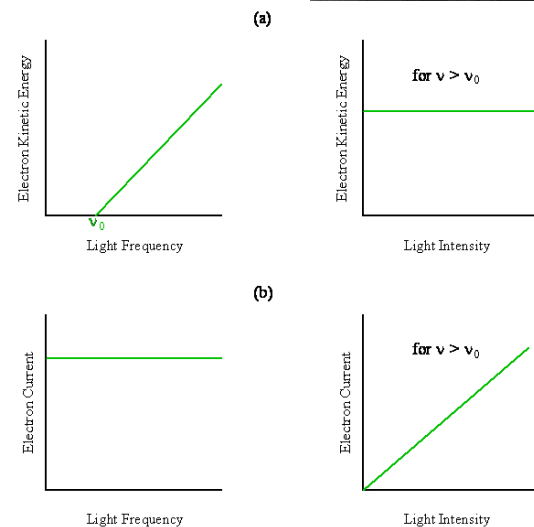 (a)
Electron Kinetic Energy
ν₀
Light Frequency
Electron Kinetic Energy
for ν > ν₀
Light Intensity
(b)
Electron Current
Light Frequency
Electron Current
for ν > ν₀
Light Intensity